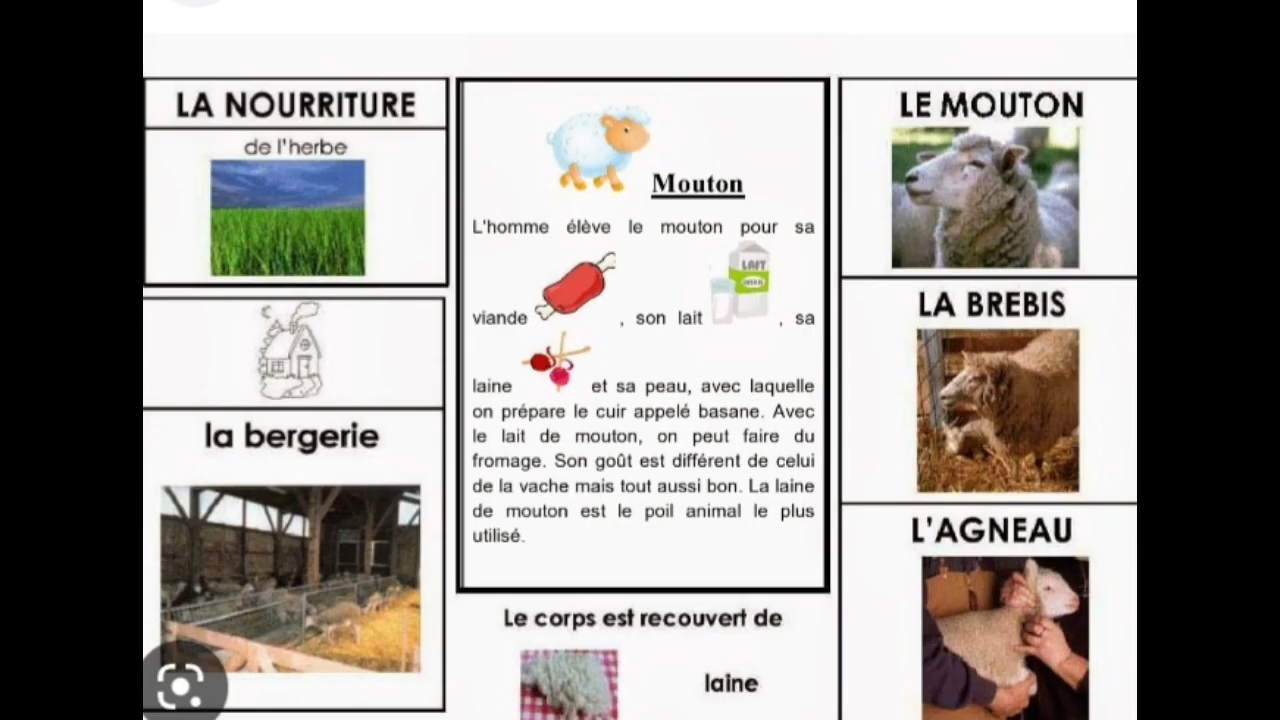 LA NOURRITURE
de l'herbe
la bergerie
Mouton
L'homme élève le mouton pour sa
LAIT
viande , son lait , sa
laine et sa peau, avec laquelle
on prépare le cuir appelé basane. Avec
le lait de mouton, on peut faire du
fromage. Son goût est différent de celui
de la vache mais tout aussi bon. La laine
de mouton est le poil animal le plus
utilisé.
Le corps est recouvert de
laine
LE MOUTON
LA BREBIS
L'AGNEAU